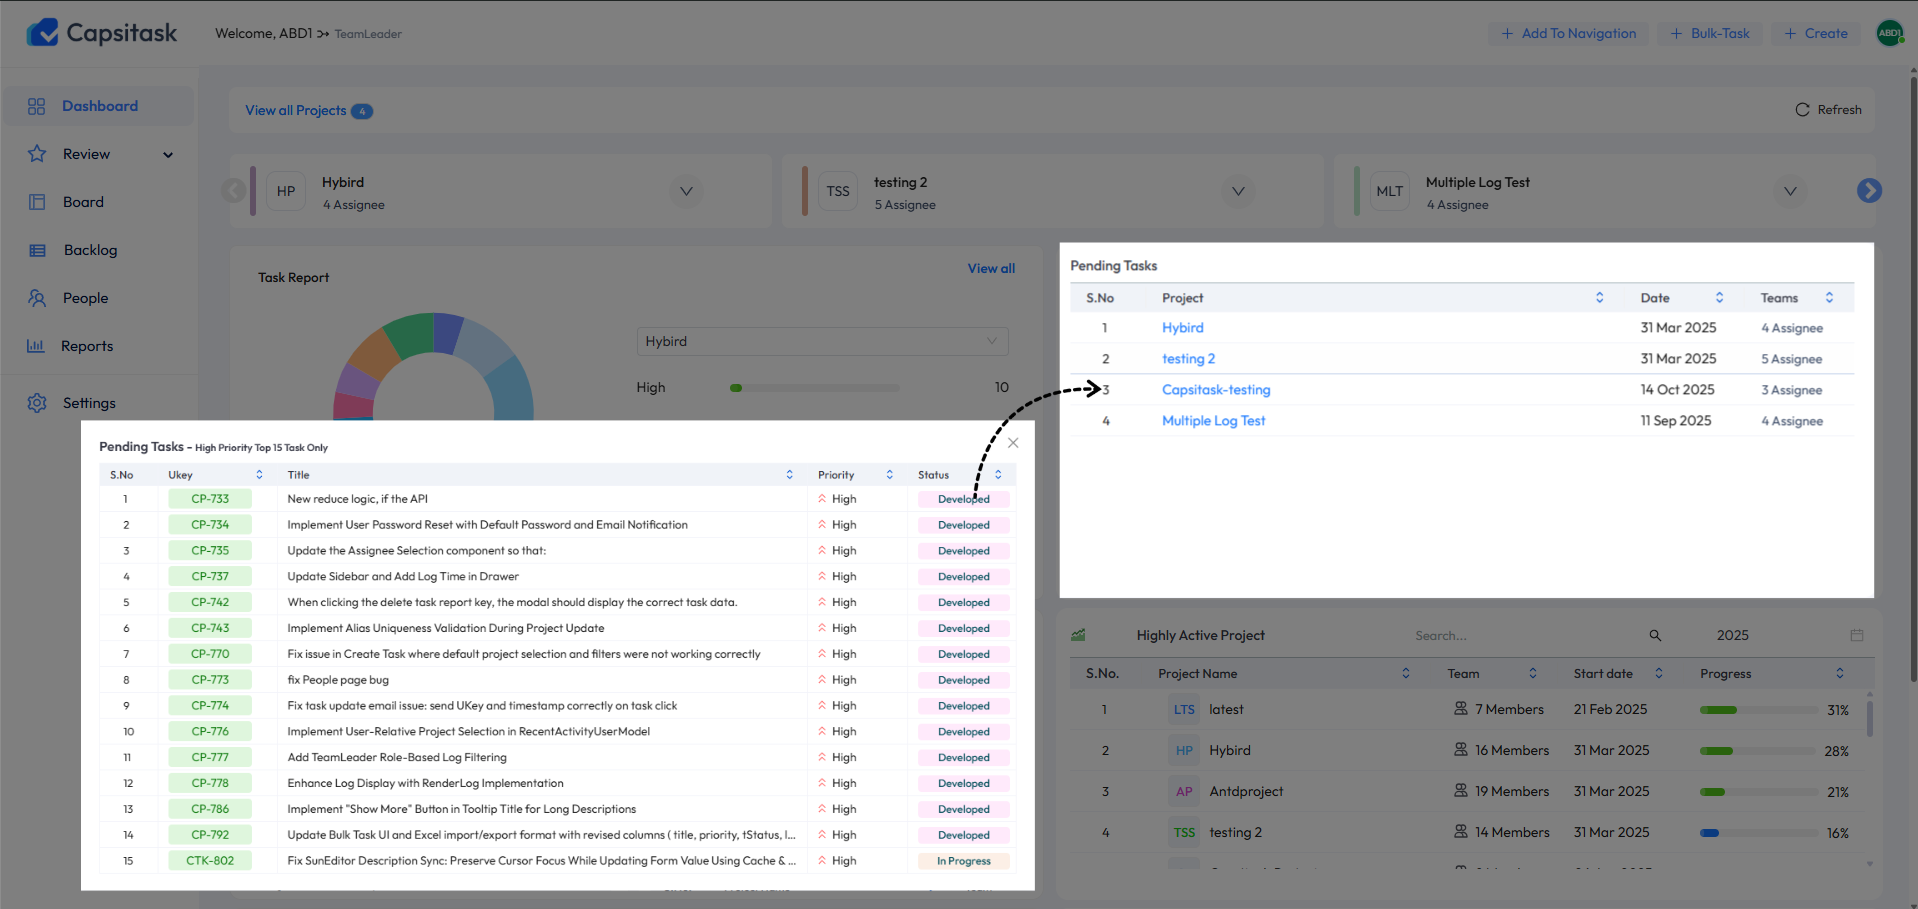 Capsitask
Welcome, ABD1 TeamLeader
+ Add To Navigation
+ Bulk-Task
+ Create
ABD1
Dashboard
Review
Board
Backlog
People
Reports
Settings
View all Projects 4
Refresh
HP Hybird
4 Assignee
TSS testing 2
5 Assignee
MLT Multiple Log Test
4 Assignee
Task Report
View all
Hybird
High 10
Pending Tasks
S.No Project Date Teams
1 Hybird 31 Mar 2025 4 Assignee
2 testing 2 31 Mar 2025 5 Assignee
3 Capsitask-testing 14 Oct 2025 3 Assignee
4 Multiple Log Test 11 Sep 2025 4 Assignee
Pending Tasks - High Priority Top 15 Task Only
S.No Ukey Title Priority Status
1 CP-733 New reduce logic, if the API High Developed
2 CP-734 Implement User Password Reset with Default Password and Email Notification High Developed
3 CP-735 Update the Assignee Selection component so that: High Developed
4 CP-737 Update Sidebar and Add Log Time in Drawer High Developed
5 CP-742 When clicking the delete task report key, the modal should display the correct task data. High Developed
6 CP-743 Implement Alias Uniqueness Validation During Project Update High Developed
7 CP-770 Fix issue in Create Task where default project selection and filters were not working correctly High Developed
8 CP-773 fix People page bug High Developed
9 CP-774 Fix task update email issue: send UKey and timestamp correctly on task click High Developed
10 CP-776 Implement User-Relative Project Selection in RecentActivityUserModel High Developed
11 CP-777 Add TeamLeader Role-Based Log Filtering High Developed
12 CP-778 Enhance Log Display with RenderLog Implementation High Developed
13 CP-786 Implement "Show More" Button in Tooltip Title for Long Descriptions High Developed
14 CP-792 Update Bulk Task UI and Excel import/export format with revised columns ( title, priority, tStatus, l... High Developed
15 CTK-802 Fix SunEditor Description Sync: Preserve Cursor Focus While Updating Form Value Using Cache & ... High In Progress
Highly Active Project Search... 2025
S.No. Project Name Team Start date Progress
1 LTS latest 7 Members 21 Feb 2025 31%
2 HP Hybird 16 Members 31 Mar 2025 28%
3 AP Antdproject 19 Members 31 Mar 2025 21%
4 TSS testing 2 14 Members 31 Mar 2025 16%